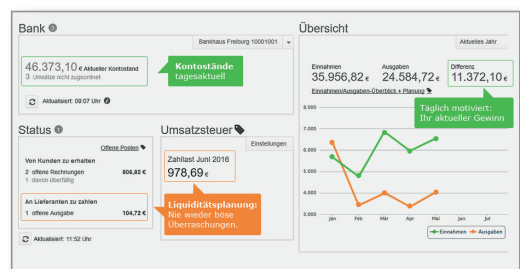 Bank
Bankhaus Freiburg 10001001
46.373,10 € Aktueller Kontostand
3 Umsätze nicht zugeordnet
Kontostände
tagesaktuell
Aktualisiert: 09:07 Uhr
Status
Offene Posten
Von Kunden zu erhalten
2 offene Rechnungen 806,82 €
1 davon überfällig
An Lieferanten zu zahlen
1 offene Ausgabe 104,72 €
Aktualisiert: 11:52 Uhr
Umsatzsteuer
Einstellungen
Zahllast Juni 2016
978,69 €
Liquiditätsplanung:
Nie wieder böse
Überraschungen.
Übersicht
Aktuelles Jahr
Einnahmen Ausgaben Differenz
35.956,82 € 24.584,72 € 11.372,10 €
Einnahmen/Ausgaben-Überblick + Planung
Täglich motiviert:
Ihr aktueller Gewinn
8.000
7.000
6.000
5.000
4.000
3.000
Jan Feb Mär Apr Mai Jun Jul
Einnahmen Ausgaben